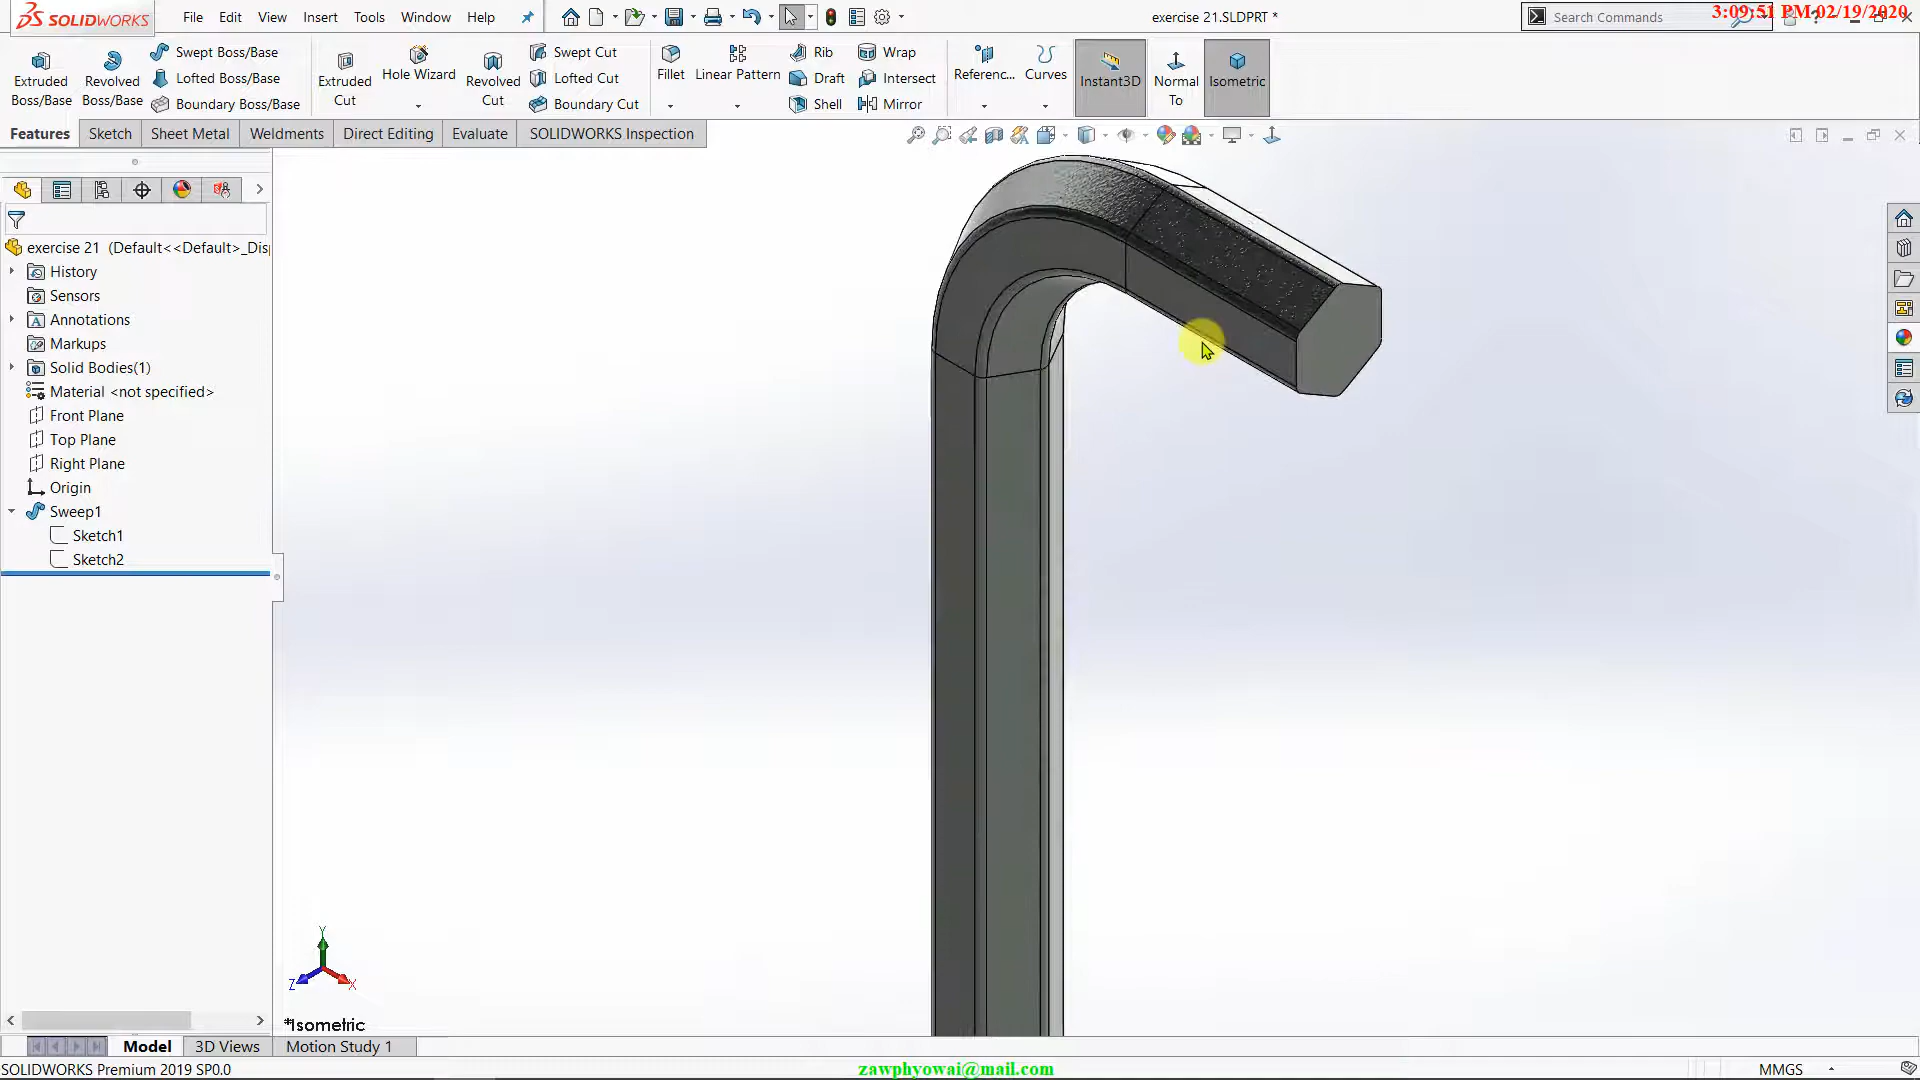 SOLIDWORKS File Edit View Insert Tools Window Help exercise 21.SLDPRT * Search Commands 3:09:51 PM-02/19/2020
Extruded Boss/Base
Revolved Boss/Base
Swept Boss/Base
Lofted Boss/Base
Boundary Boss/Base
Extruded Cut
Hole Wizard
Revolved Cut
Swept Cut
Lofted Cut
Boundary Cut
Fillet
Linear Pattern
Rib
Draft
Shell
Wrap
Intersect
Mirror
Referenc...
Curves
Instant3D
Normal To
Isometric
Features Sketch Sheet Metal Weldments Direct Editing Evaluate SOLIDWORKS Inspection
exercise 21 (Default<<Default>_Disp
History
Sensors
Annotations
Markups
Solid Bodies(1)
Material <not specified>
Front Plane
Top Plane
Right Plane
Origin
Sweep1
Sketch1
Sketch2
Y
Z X
*Isometric
Model 3D Views Motion Study 1
SOLIDWORKS Premium 2019 SP0.0 zawphyowai@mail.com MMGS